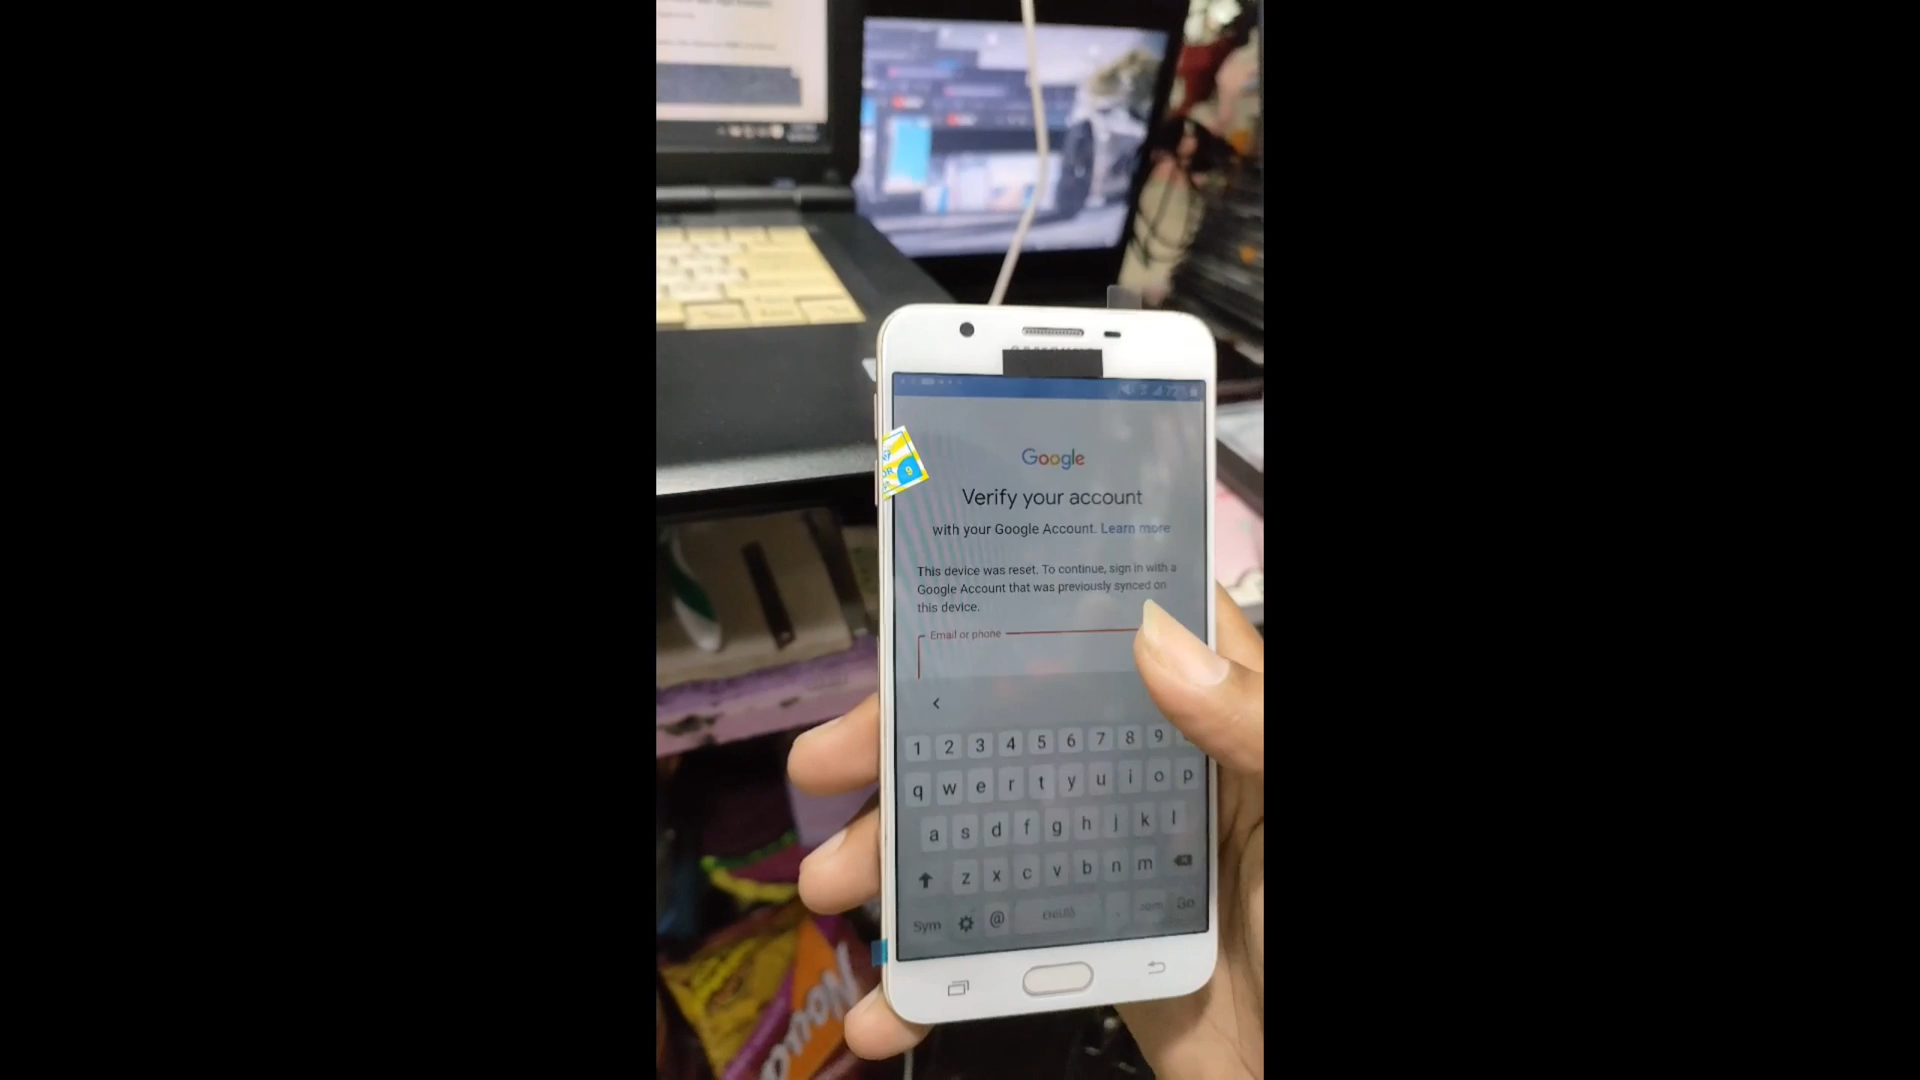 Google
Verify your account
with your Google Account. Learn more
This device was reset. To continue, sign in with a
Google Account that was previously synced on
this device.
Email or phone
1 2 3 4 5 6 7 8 9
q w e r t y u i o p
a s d f g h j k l
z x c v b n m
Sym @ . Go